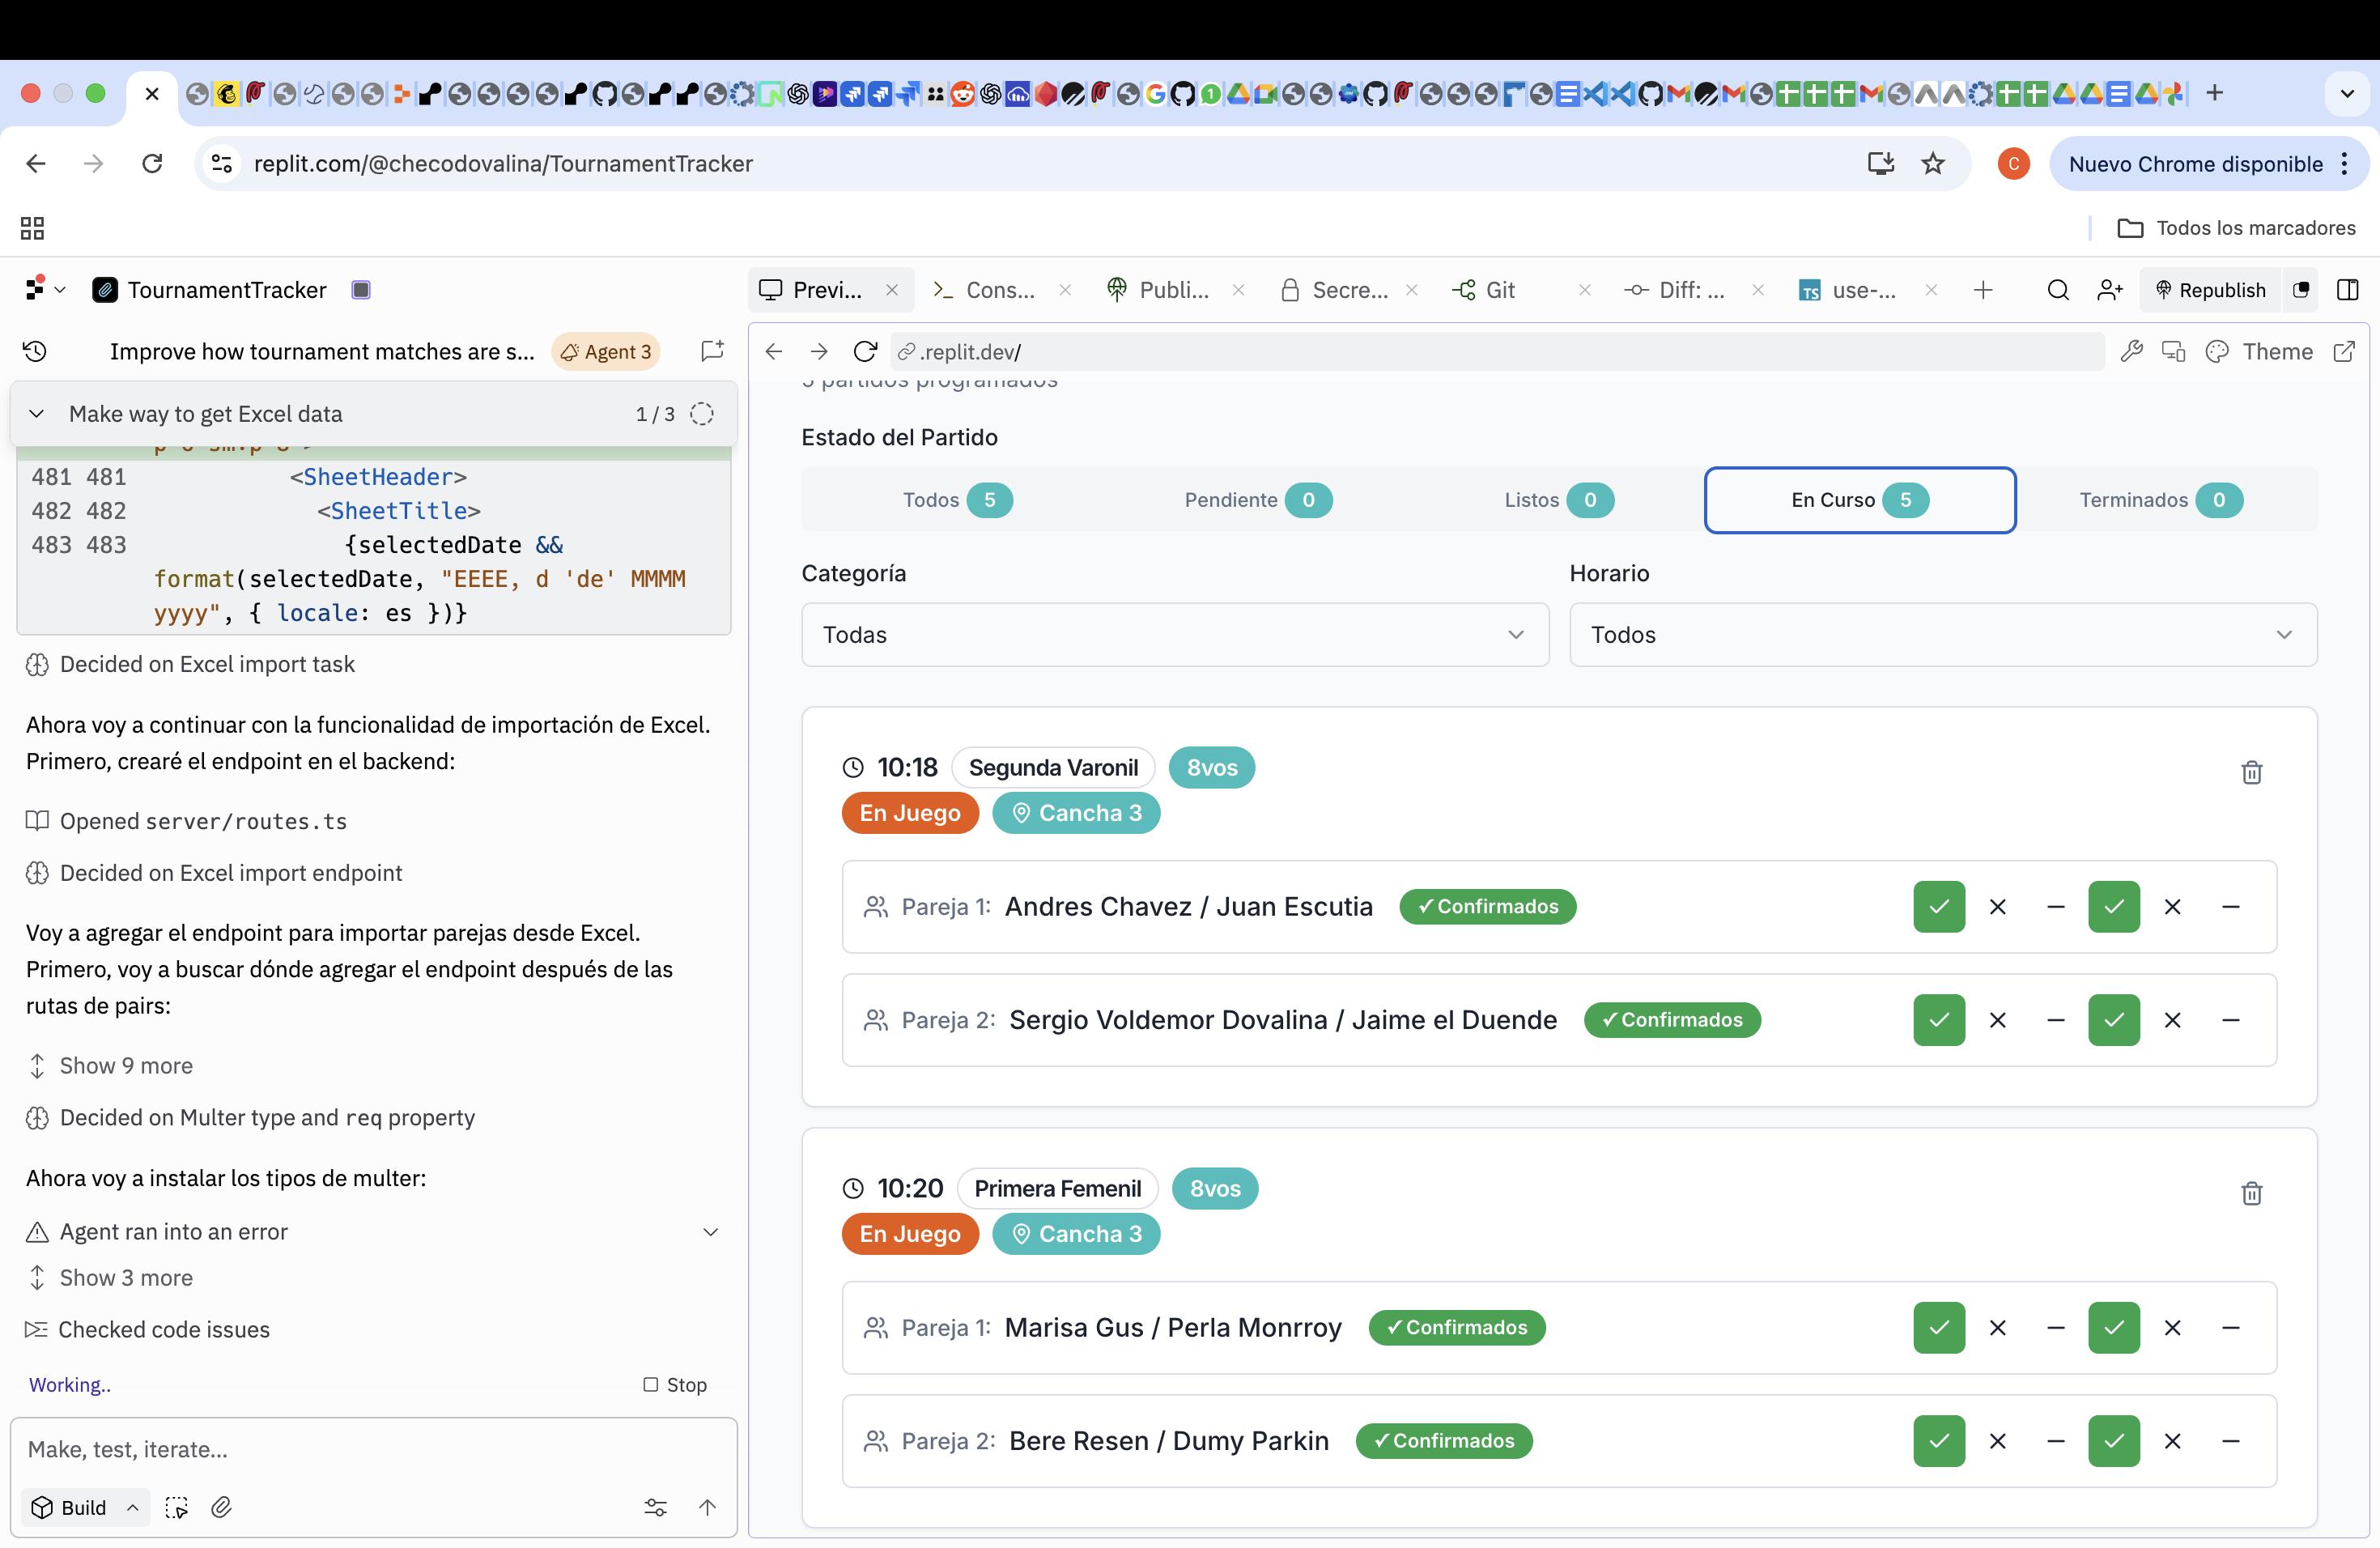 replit.com/@checodovalina/TournamentTracker
Nuevo Chrome disponible
Todos los marcadores
TournamentTracker
Previ...
Cons...
Publi...
Secre...
Git
Diff: ...
use-...
Republish
Improve how tournament matches are s...
Agent 3
.replit.dev/
Theme
Make way to get Excel data
1 / 3
481 481 <SheetHeader>
482 482 <SheetTitle>
483 483 {selectedDate &&
format(selectedDate, "EEEE, d 'de' MMMM
yyyy", { locale: es })}
Decided on Excel import task
Ahora voy a continuar con la funcionalidad de importación de Excel.
Primero, crearé el endpoint en el backend:
Opened server/routes.ts
Decided on Excel import endpoint
Voy a agregar el endpoint para importar parejas desde Excel.
Primero, voy a buscar dónde agregar el endpoint después de las
rutas de pairs:
Show 9 more
Decided on Multer type and req property
Ahora voy a instalar los tipos de multer:
Agent ran into an error
Show 3 more
Checked code issues
Working..
Stop
Make, test, iterate...
Build
5 partidos programados
Estado del Partido
Todos 5
Pendiente 0
Listos 0
En Curso 5
Terminados 0
Categoría
Horario
Todas
Todos
10:18 Segunda Varonil 8vos
En Juego Cancha 3
Pareja 1: Andres Chavez / Juan Escutia ✓ Confirmados
Pareja 2: Sergio Voldemor Dovalina / Jaime el Duende ✓ Confirmados
10:20 Primera Femenil 8vos
En Juego Cancha 3
Pareja 1: Marisa Gus / Perla Monrroy ✓ Confirmados
Pareja 2: Bere Resen / Dumy Parkin ✓ Confirmados